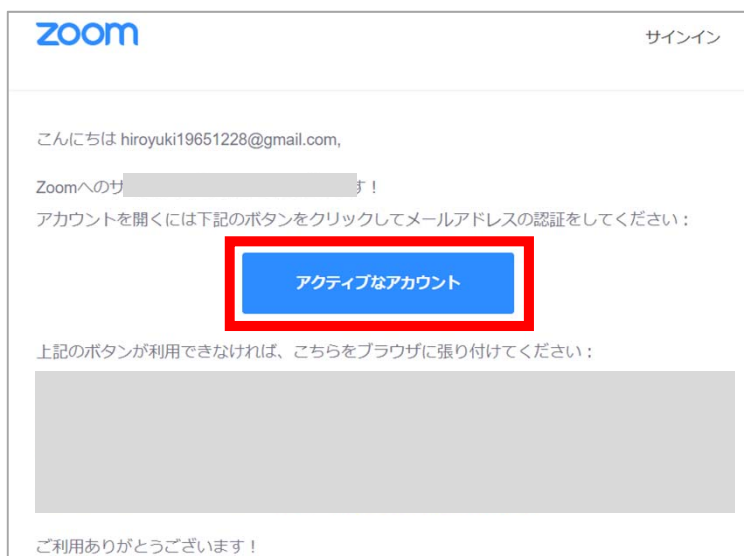 zoom
サインイン
こんにちは hiroyuki19651228@gmail.com,
Zoomへのサ す！
アカウントを開くには下記のボタンをクリックしてメールアドレスの認証をしてください：
アクティブなアカウント
上記のボタンが利用できなければ、こちらをブラウザに張り付けてください：
ご利用ありがとうございます！